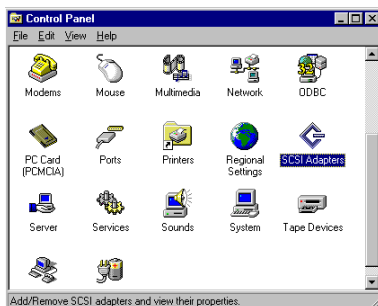 Control Panel
File Edit View Help
Modems Mouse Multimedia Network ODBC
PC Card (PCMCIA) Ports Printers Regional Settings SCSI Adapters
Server Services Sounds System Tape Devices
Add/Remove SCSI adapters and view their properties.